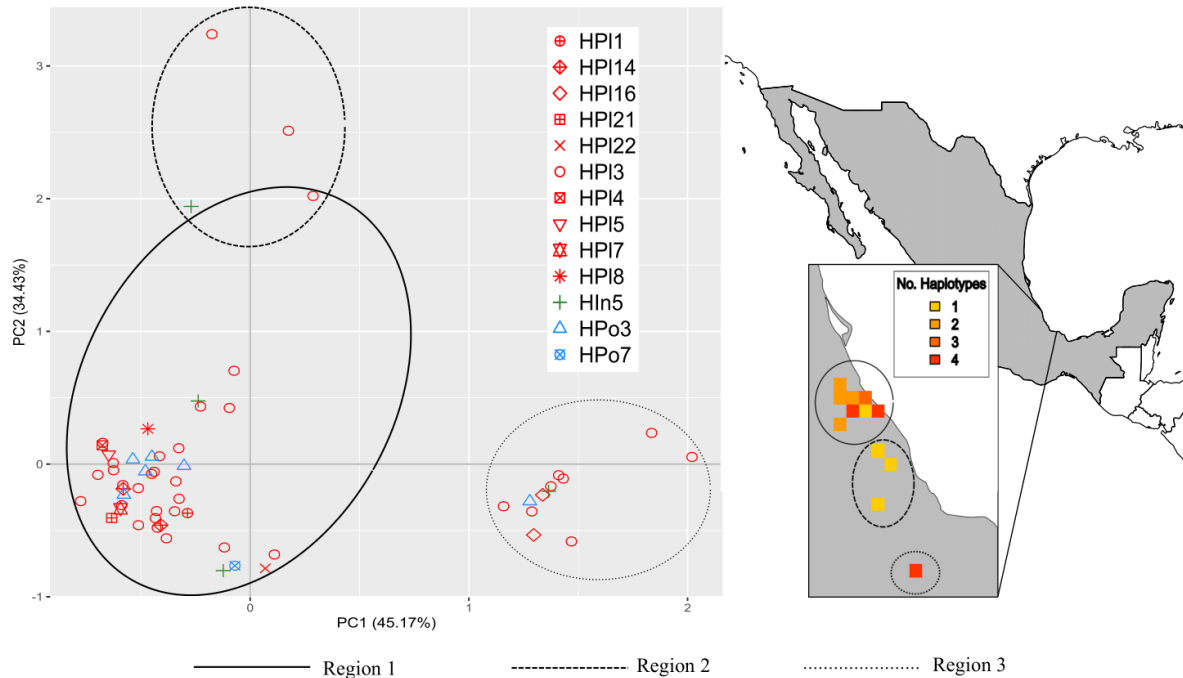 3
2
1
0
-1
PC2 (34.43%)
0
1
2
PC1 (45.17%)
HPl1
HPl14
HPl16
HPl21
HPl22
HPl3
HPl4
HPl5
HPl7
HPl8
HIn5
HPo3
HPo7
No. Haplotypes
1
2
3
4
Region 1
Region 2
Region 3